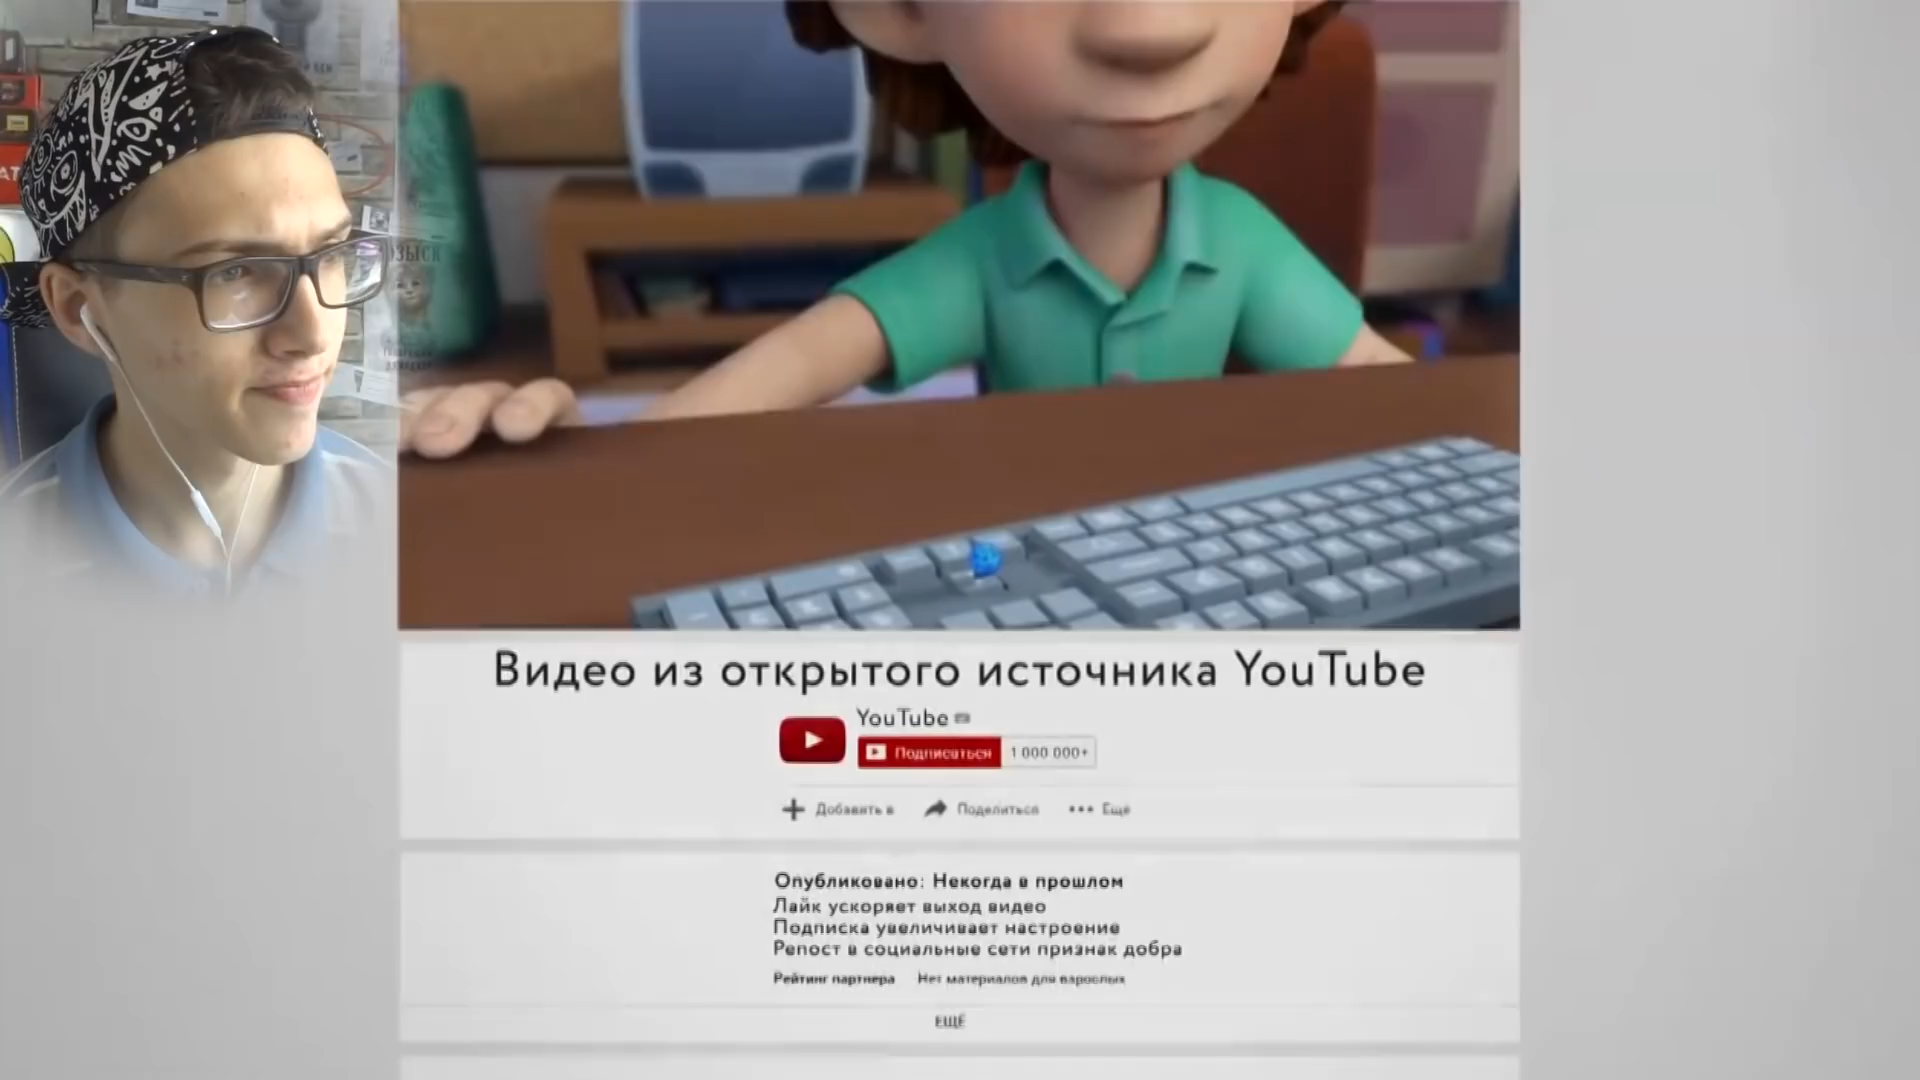 ОЗЫСК
Видео из открытого источника YouTube
YouTube
Подписаться 1 000 000+
Добавить в Поделиться Ещё
Опубликовано: Некогда в прошлом
Лайк ускоряет выход видео
Подписка увеличивает настроение
Репост в социальные сети признак добра
Рейтинг партнера Нет материалов для взрослых
ЕЩЁ